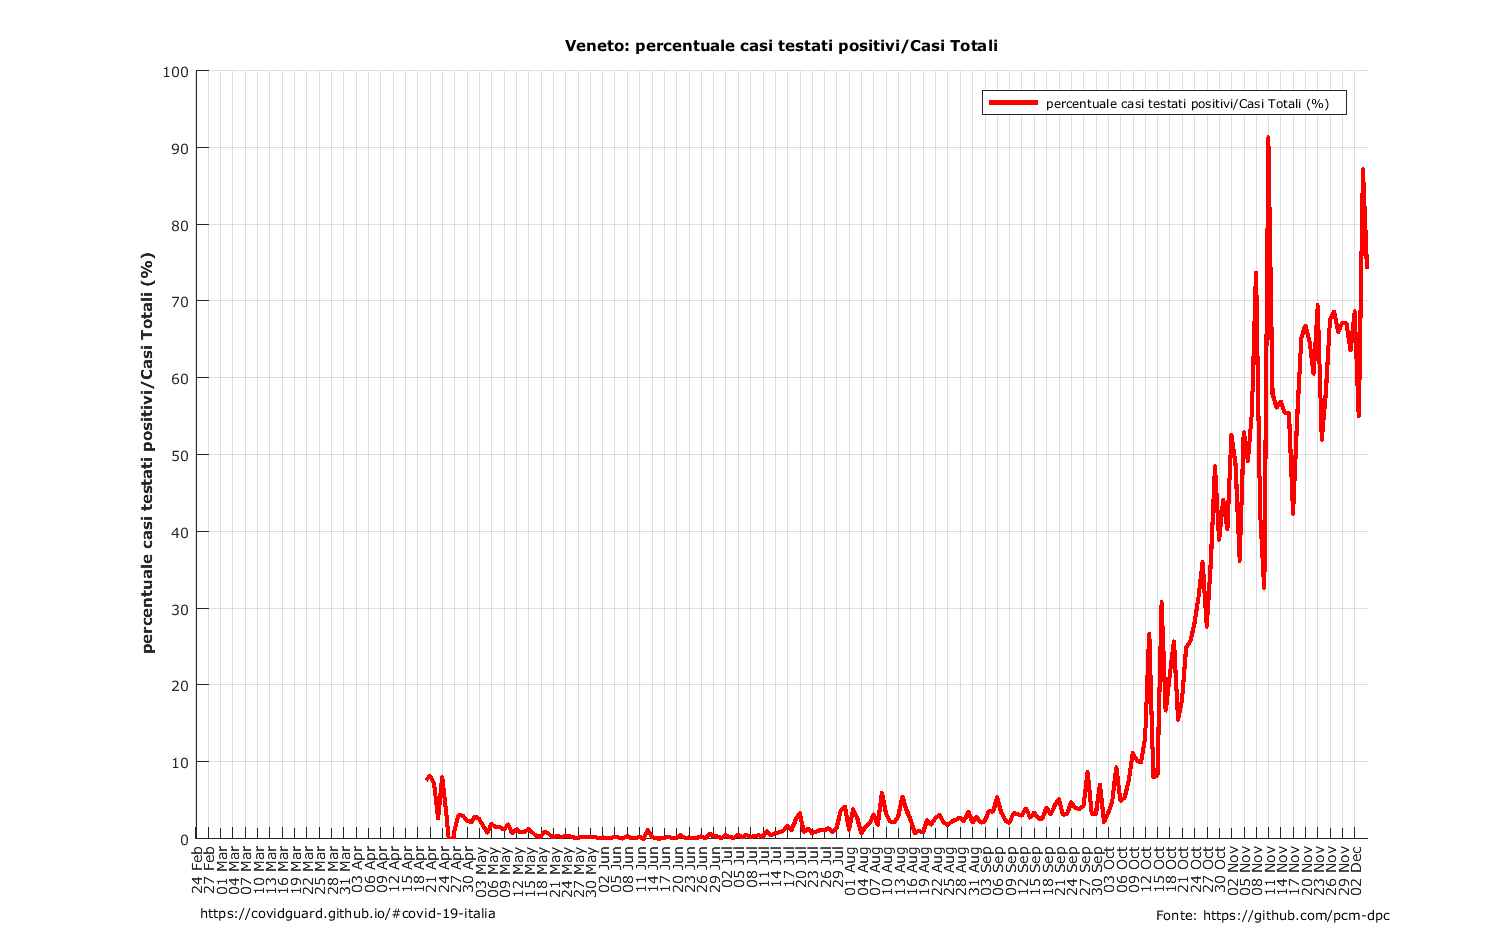 Veneto: percentuale casi testati positivi/Casi Totali
percentuale casi testati positivi/Casi Totali (%)
percentuale casi testati positivi/Casi Totali (%)
100
90
80
70
60
50
40
30
20
10
0
24 Feb
27 Feb
01 Mar
04 Mar
07 Mar
10 Mar
13 Mar
16 Mar
19 Mar
22 Mar
25 Mar
28 Mar
31 Mar
03 Apr
06 Apr
09 Apr
12 Apr
15 Apr
18 Apr
21 Apr
24 Apr
27 Apr
30 Apr
03 May
06 May
09 May
12 May
15 May
18 May
21 May
24 May
27 May
30 May
02 Jun
05 Jun
08 Jun
11 Jun
14 Jun
17 Jun
20 Jun
23 Jun
26 Jun
29 Jun
02 Jul
05 Jul
08 Jul
11 Jul
14 Jul
17 Jul
20 Jul
23 Jul
26 Jul
29 Jul
01 Aug
04 Aug
07 Aug
10 Aug
13 Aug
16 Aug
19 Aug
22 Aug
25 Aug
28 Aug
31 Aug
03 Sep
06 Sep
09 Sep
12 Sep
15 Sep
18 Sep
21 Sep
24 Sep
27 Sep
30 Sep
03 Oct
06 Oct
09 Oct
12 Oct
15 Oct
18 Oct
21 Oct
24 Oct
27 Oct
30 Oct
02 Nov
05 Nov
08 Nov
11 Nov
14 Nov
17 Nov
20 Nov
23 Nov
26 Nov
29 Nov
02 Dec
https://covidguard.github.io/#covid-19-italia
Fonte: https://github.com/pcm-dpc